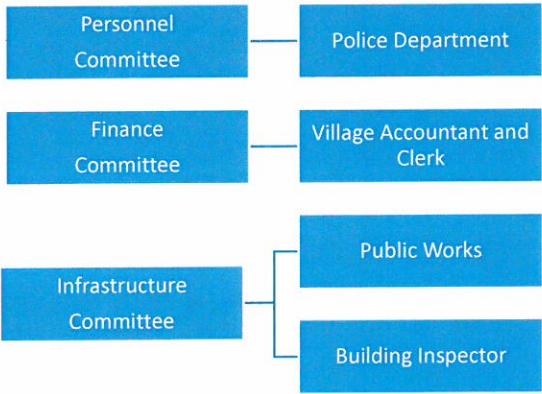 Personnel
Committee
Police Department
Finance
Committee
Village Accountant and
Clerk
Infrastructure
Committee
Public Works
Building Inspector